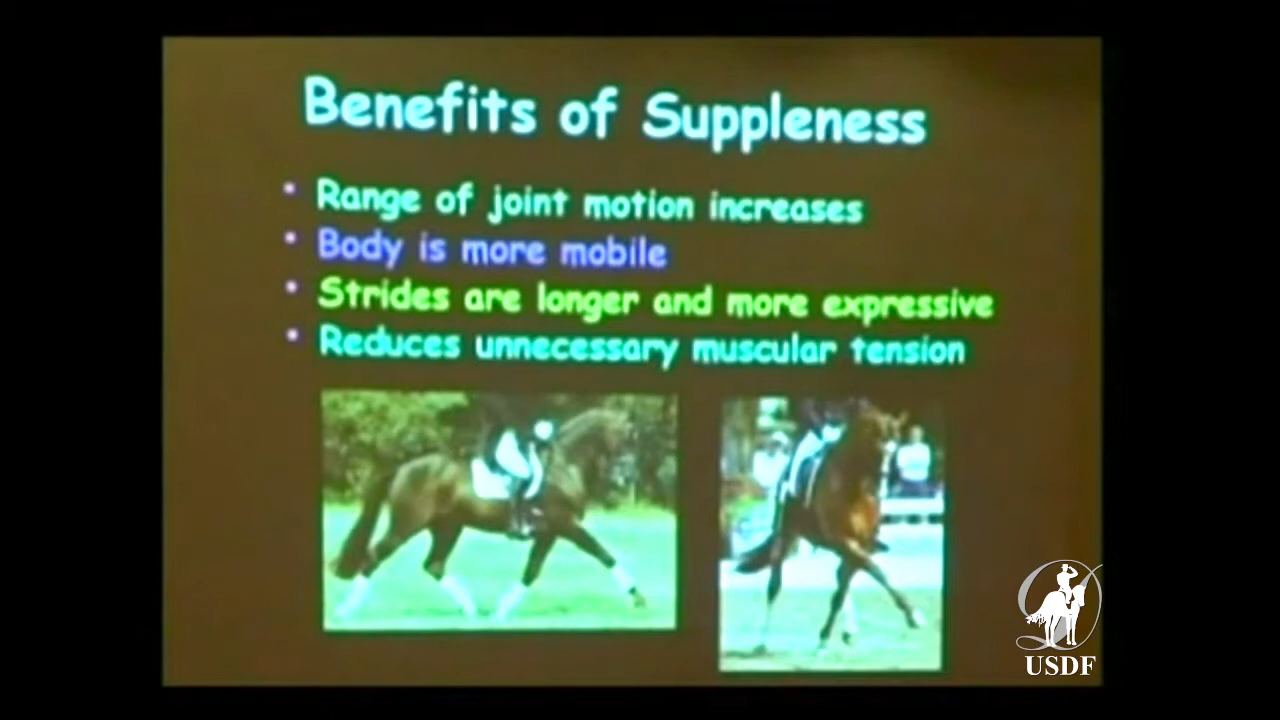 Benefits of Suppleness
• Range of joint motion increases
• Body is more mobile
• Strides are longer and more expressive
• Reduces unnecessary muscular tension
USDF